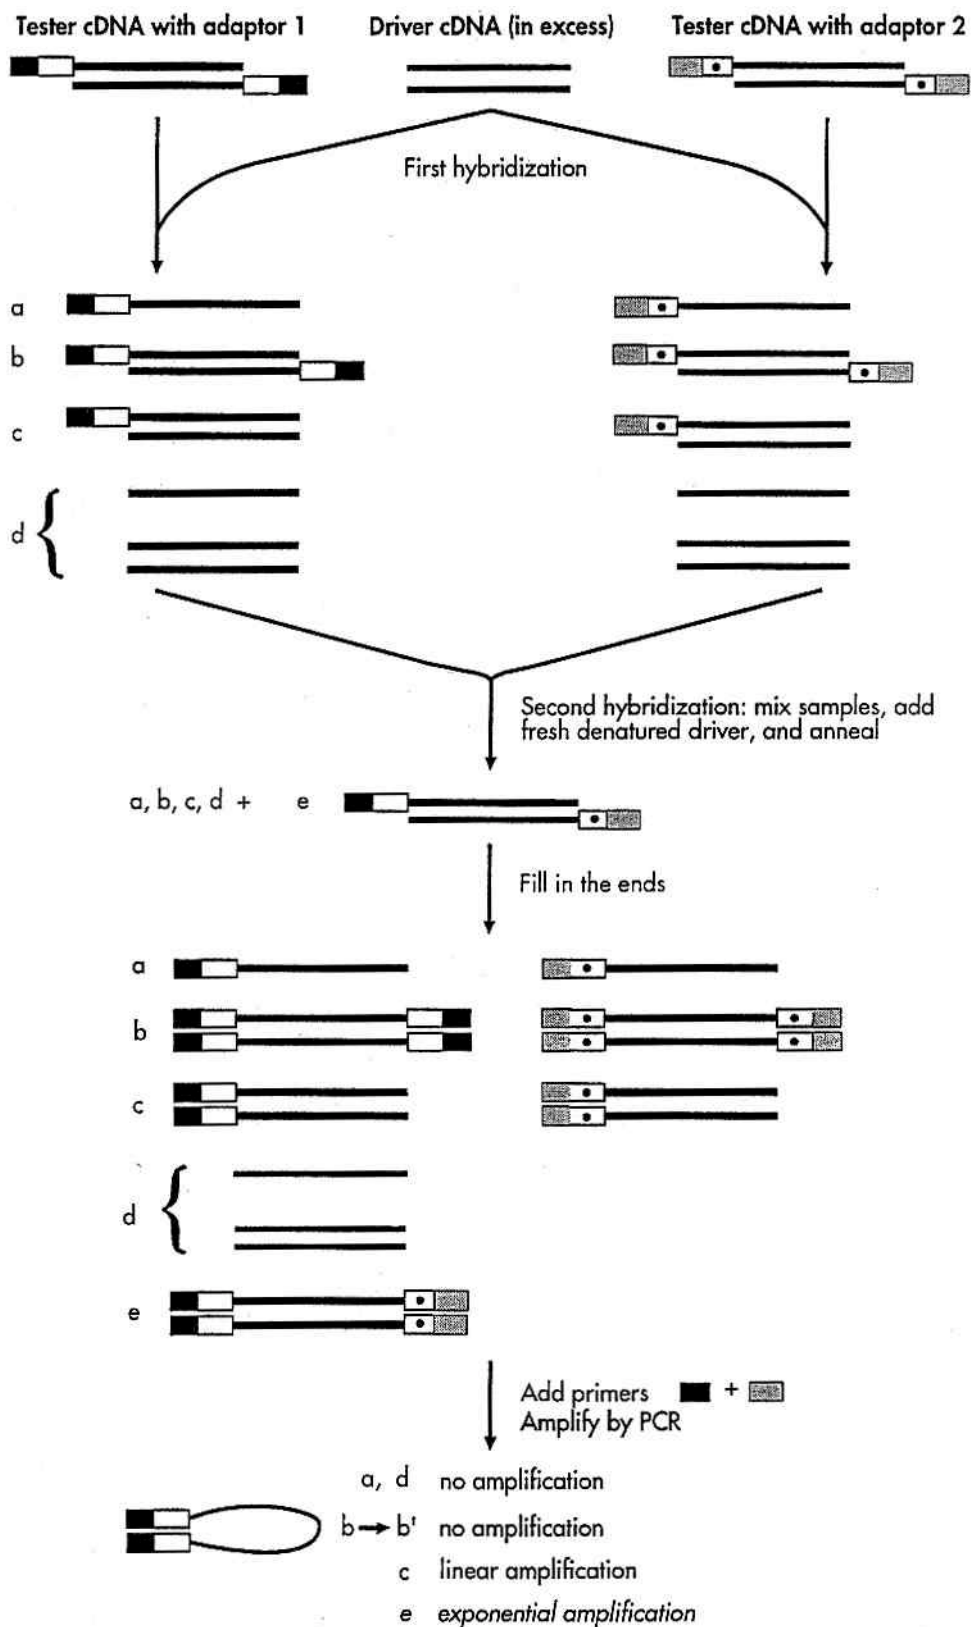 Tester cDNA with adaptor 1
Driver cDNA (in excess)
Tester cDNA with adaptor 2
First hybridization
a
b
c
d
Second hybridization: mix samples, add
fresh denatured driver, and anneal
a, b, c, d + e
Fill in the ends
a
b
c
d
e
Add primers +
Amplify by PCR
a, d no amplification
b → b' no amplification
c linear amplification
e exponential amplification